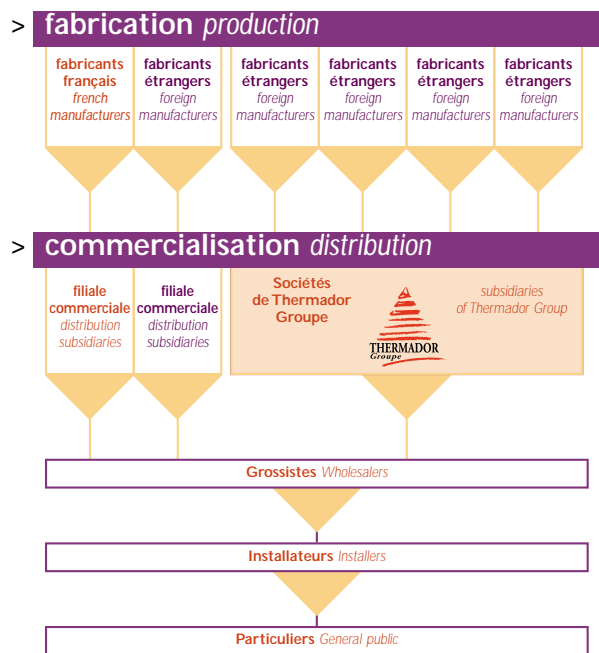 > fabrication production
fabricants
français
french
manufacturers
fabricants
étrangers
foreign
manufacturers
fabricants
étrangers
foreign
manufacturers
fabricants
étrangers
foreign
manufacturers
fabricants
étrangers
foreign
manufacturers
fabricants
étrangers
foreign
manufacturers
> commercialisation distribution
filiale
commerciale
distribution
subsidiaries
filiale
commerciale
distribution
subsidiaries
Sociétés
de Thermador
Groupe
THERMADOR
Groupe
subsidiaries
of Thermador Group
Grossistes Wholesalers
Installateurs Installers
Particuliers General public